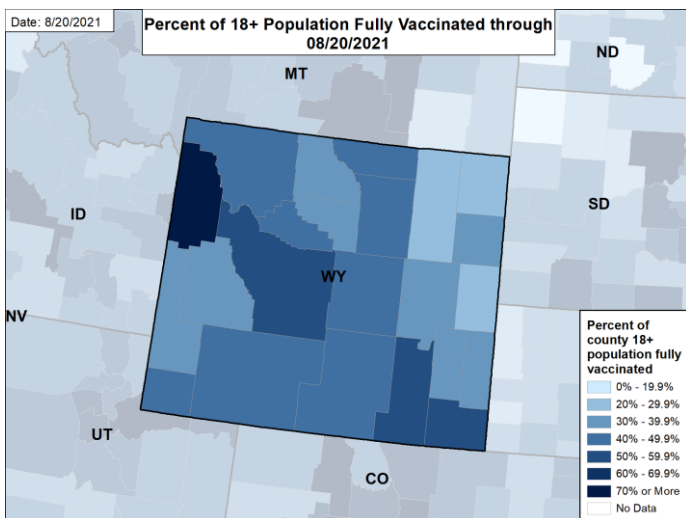 Date: 8/20/2021
Percent of 18+ Population Fully Vaccinated through
08/20/2021
MT
ND
ID
SD
WY
NV
UT
CO
Percent of
county 18+
population fully
vaccinated
0% - 19.9%
20% - 29.9%
30% - 39.9%
40% - 49.9%
50% - 59.9%
60% - 69.9%
70% or More
No Data